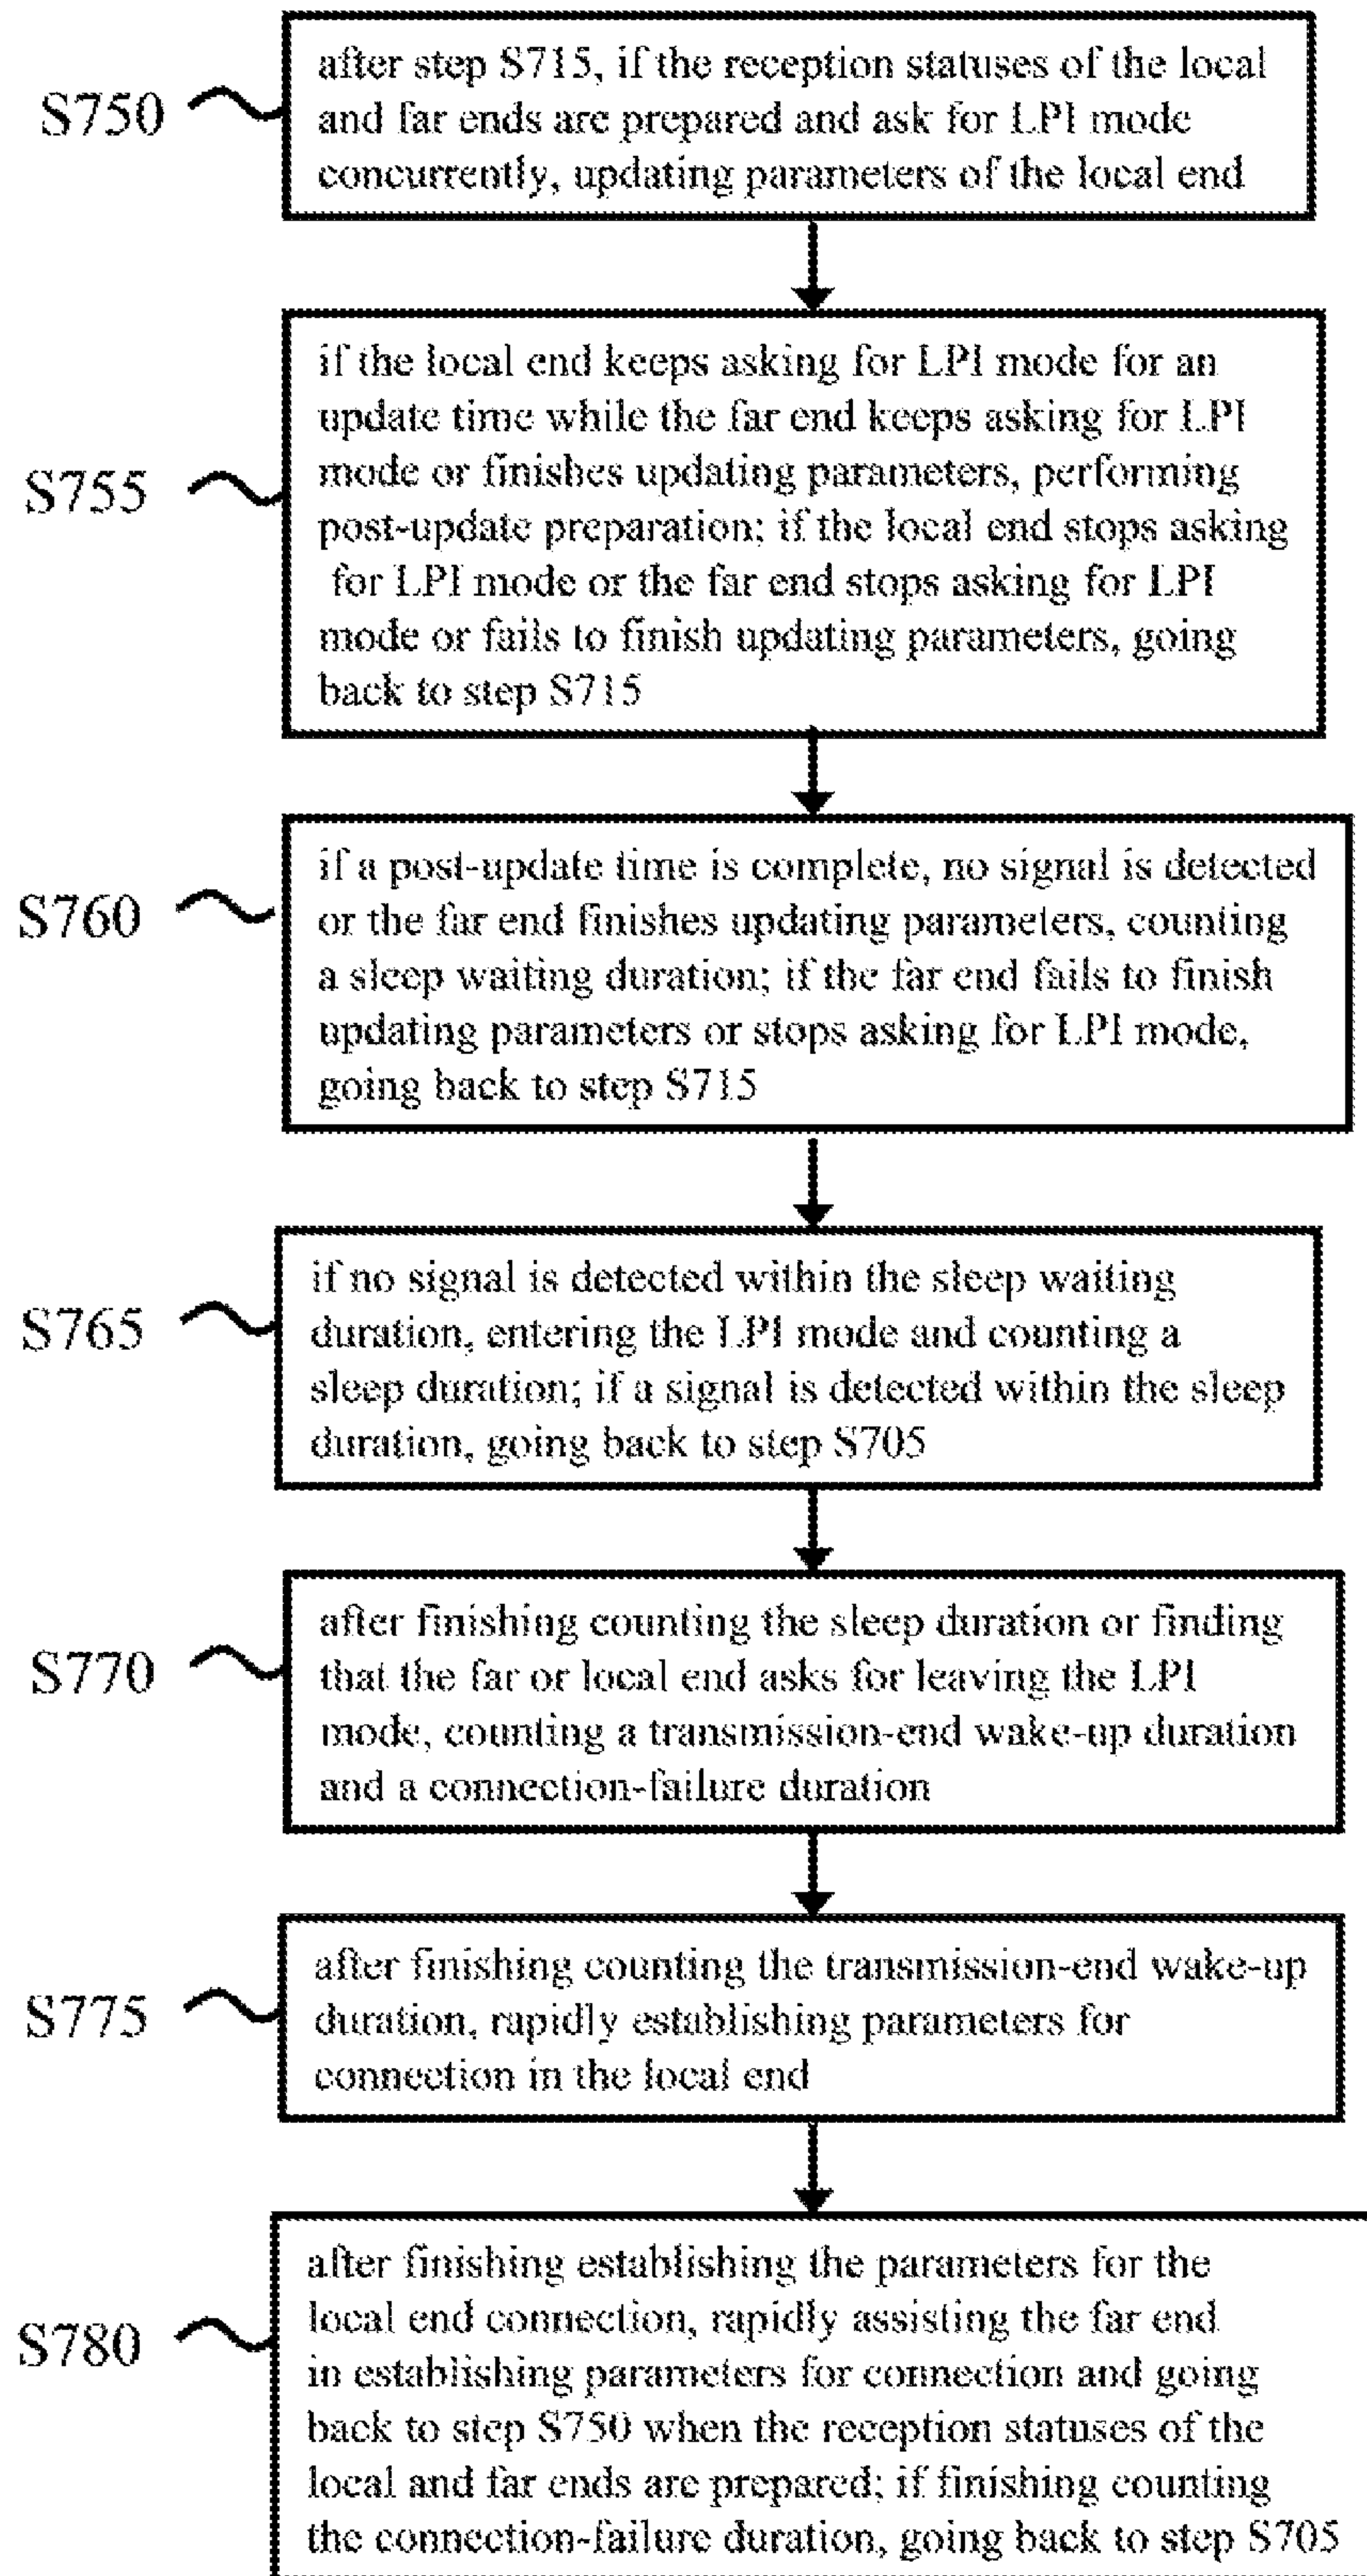 S750
after step S715, if the reception statuses of the local
and far ends are prepared and ask for LPI mode
concurrently, updating parameters of the local end
S755
if the local end keeps asking for LPI mode for an
update time while the far end keeps asking for LPI
mode or finishes updating parameters, performing
post-update preparation; if the local end stops asking
for LPI mode or the far end stops asking for LPI
mode or fails to finish updating parameters, going
back to step S715
S760
if a post-update time is complete, no signal is detected
or the far end finishes updating parameters, counting
a sleep waiting duration; if the far end fails to finish
updating parameters or stops asking for LPI mode,
going back to step S715
S765
if no signal is detected within the sleep waiting
duration, entering the LPI mode and counting a
sleep duration; if a signal is detected within the sleep
duration, going back to step S705
S770
after finishing counting the sleep duration or finding
that the far or local end asks for leaving the LPI
mode, counting a transmission-end wake-up duration
and a connection-failure duration
S775
after finishing counting the transmission-end wake-up
duration, rapidly establishing parameters for
connection in the local end
S780
after finishing establishing the parameters for the
local end connection, rapidly assisting the far end
in establishing parameters for connection and going
back to step S750 when the reception statuses of the
local and far ends are prepared; if finishing counting
the connection-failure duration, going back to step S705